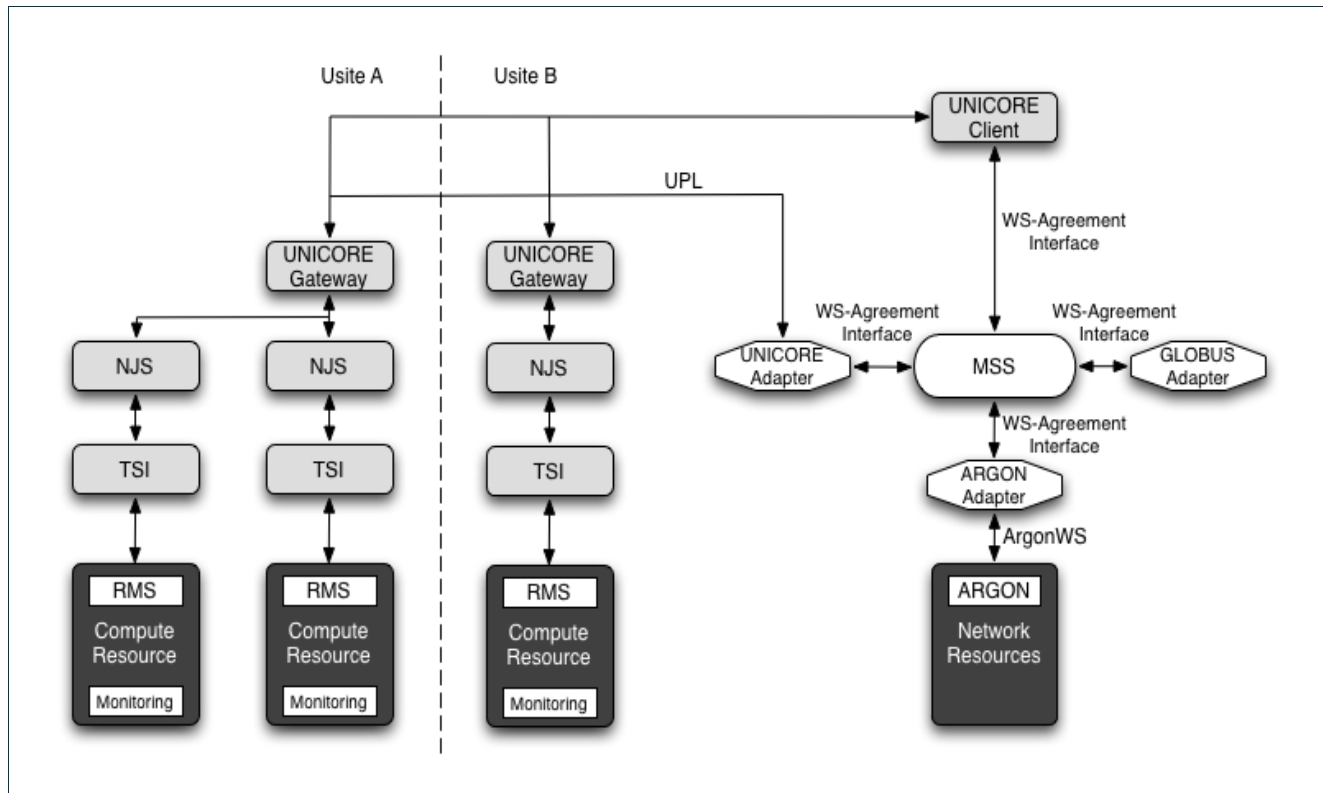 Usite A
Usite B
UNICORE
Client
UPL
WS-Agreement
Interface
UNICORE
Gateway
UNICORE
Gateway
WS-Agreement
Interface
WS-Agreement
Interface
NJS
NJS
NJS
UNICORE
Adapter
MSS
GLOBUS
Adapter
WS-Agreement
Interface
TSI
TSI
TSI
ARGON
Adapter
ArgonWS
RMS
Compute
Resource
Monitoring
RMS
Compute
Resource
Monitoring
RMS
Compute
Resource
Monitoring
ARGON
Network
Resources